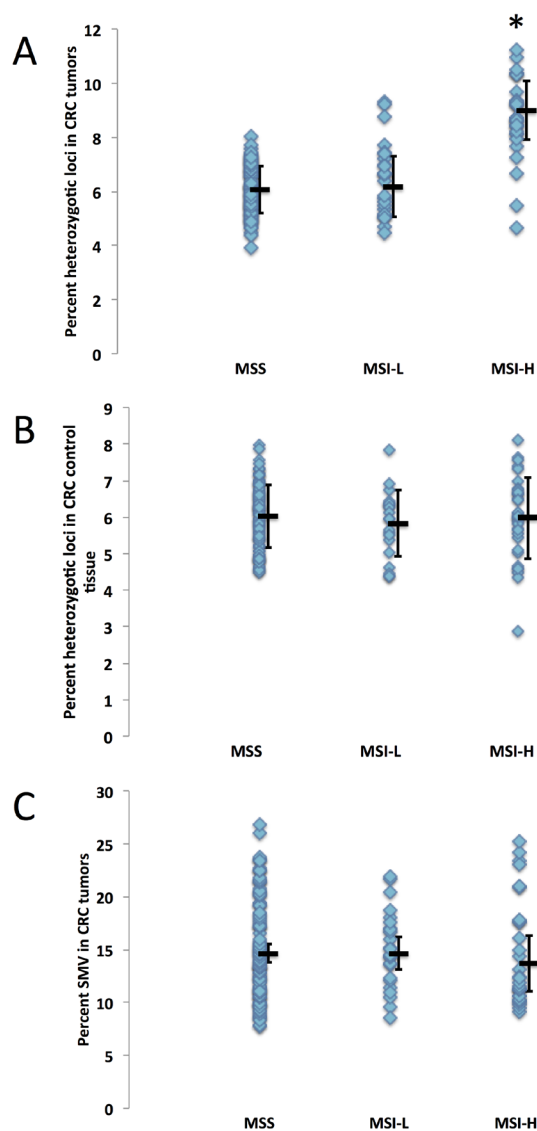 A
*
Percent heterozygotic loci in CRC tumors
12
10
8
6
4
2
0
MSS MSI-L MSI-H
B
Percent heterozygotic loci in CRC control
tissue
9
8
7
6
5
4
3
2
1
0
MSS MSI-L MSI-H
C
Percent SMV in CRC tumors
30
25
20
15
10
5
0
MSS MSI-L MSI-H